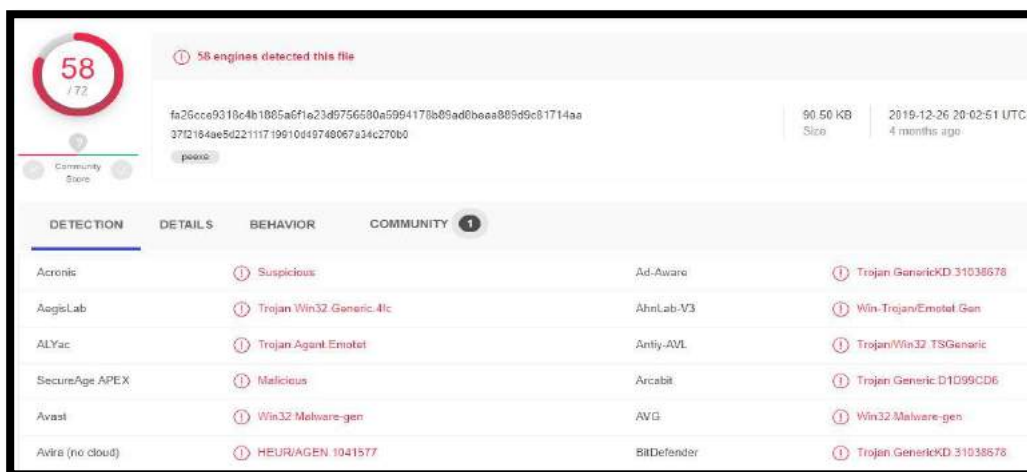 58
/ 72
Community
Score
58 engines detected this file
fa26cce9318c4b1885a6f1e23d9756580a5994178b89ad8beaa889d9c81714aa
37f2164ae5d22111719910d49748067a34c270b0
peexe
90.50 KB
Size
2019-12-26 20:02:51 UTC
4 months ago
DETECTION DETAILS BEHAVIOR COMMUNITY 1
Acronis Suspicious Ad-Aware Trojan.GenericKD.31038678
AegisLab Trojan.Win32.Generic.4!c AhnLab-V3 Win-Trojan/Emotet.Gen
ALYac Trojan.Agent.Emotet Antiy-AVL Trojan/Win32.TSGeneric
SecureAge APEX Malicious Arcabit Trojan.Generic.D1D99CD6
Avast Win32:Malware-gen AVG Win32:Malware-gen
Avira (no cloud) HEUR/AGEN.1041577 BitDefender Trojan.GenericKD.31038678